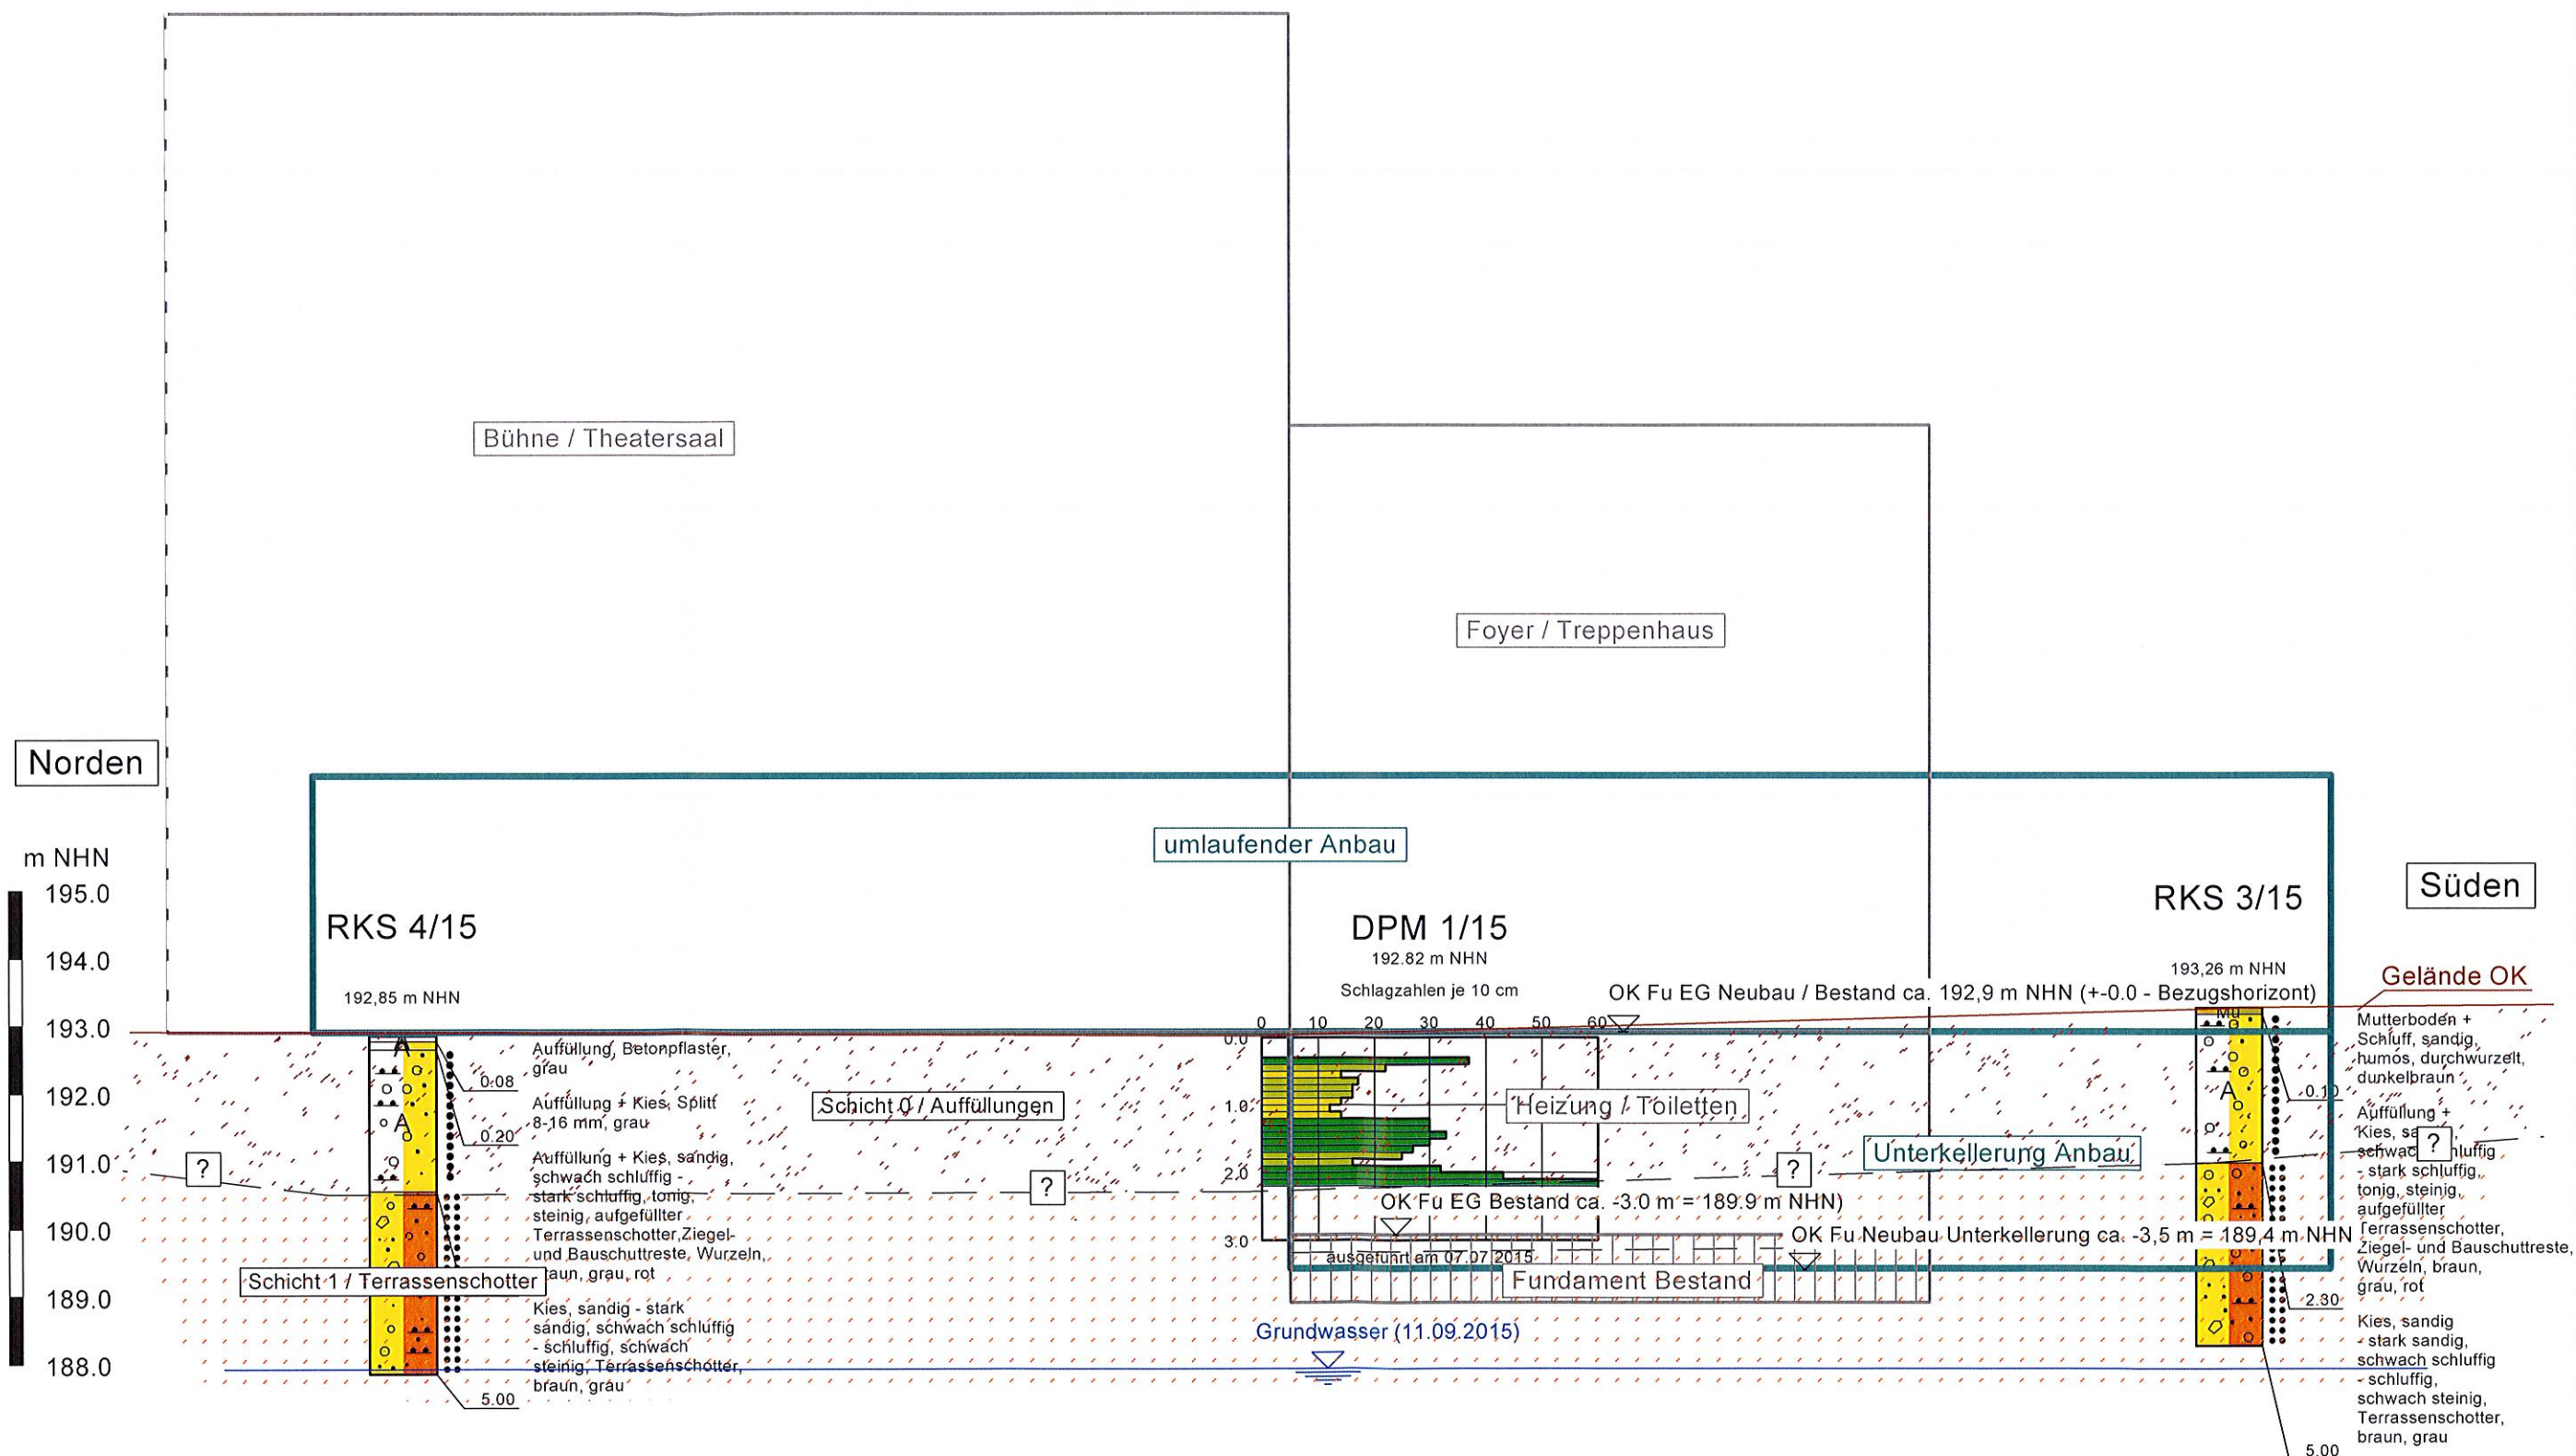 Bühne / Theatersaal
Foyer / Treppenhaus
Norden
umlaufender Anbau
m NHN
195.0
194.0
193.0
192.0
191.0
190.0
189.0
188.0
Süden
RKS 4/15
192,85 m NHN
DPM 1/15
192.82 m NHN
Schlagzahlen je 10 cm
0 10 20 30 40 50 60
0.0
1.0
2.0
3.0
ausgeführt am 07.07.2015
RKS 3/15
193,26 m NHN
Gelände OK
OK Fu EG Neubau / Bestand ca. 192,9 m NHN (+-0.0 - Bezugshorizont)
A
A
0.08
0.20
5.00
Auffüllung, Betonpflaster,
grau
Auffüllung + Kies, Splitt
8-16 mm, grau
Auffüllung + Kies, sandig,
schwach schluffig -
stark schluffig, tonig,
steinig, aufgefüllter
Terrassenschotter,Ziegel-
und Bauschuttreste, Wurzeln,
raun, grau, rot
Kies, sandig - stark
sandig, schwach schluffig
- schluffig, schwach
steinig, Terrassenschotter,
braun, grau
Schicht 0 / Auffüllungen
Heizung / Toiletten
Unterkellerung Anbau
?
?
?
?
OK Fu EG Bestand ca. -3.0 m = 189.9 m NHN)
OK Fu Neubau Unterkellerung ca. -3,5 m = 189,4 m NHN
Schicht 1 / Terrassenschotter
Fundament Bestand
Grundwasser (11.09.2015)
Mu
A
0.10
2.30
5.00
Mutterboden +
Schluff, sandig,
humos, durchwurzelt,
dunkelbraun
Auffüllung +
Kies, sa
schwach hluffig
- stark schluffig,
tonig, steinig,
aufgefüllter
Terrassenschotter,
Ziegel- und Bauschuttreste,
Wurzeln, braun,
grau, rot
Kies, sandig
- stark sandig,
schwach schluffig
- schluffig,
schwach steinig,
Terrassenschotter,
braun, grau